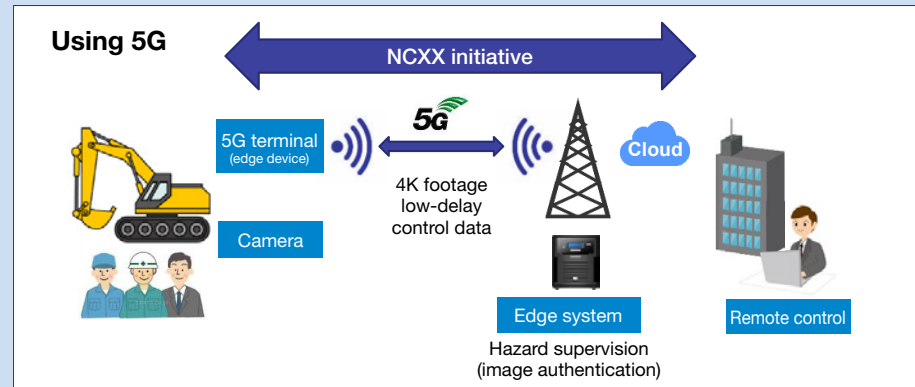 Using 5G
NCXX initiative
5G terminal
(edge device)
5G
Cloud
4K footage
low-delay
control data
Camera
Edge system
Remote control
Hazard supervision
(image authentication)